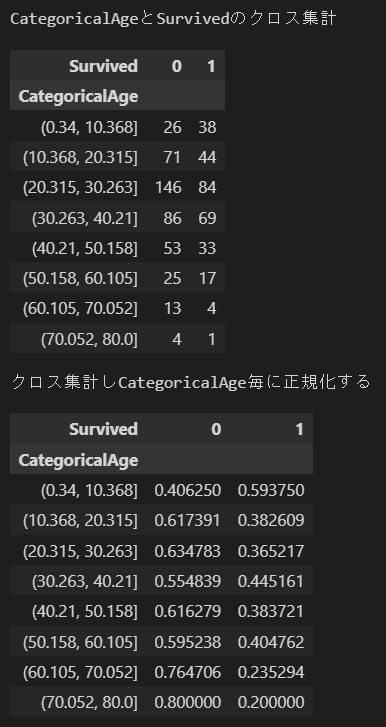 CategoricalAgeとSurvivedのクロス集計
Survived 0 1
CategoricalAge
(0.34, 10.368] 26 38
(10.368, 20.315] 71 44
(20.315, 30.263] 146 84
(30.263, 40.21] 86 69
(40.21, 50.158] 53 33
(50.158, 60.105] 25 17
(60.105, 70.052] 13 4
(70.052, 80.0] 4 1
クロス集計しCategoricalAge毎に正規化する
Survived 0 1
CategoricalAge
(0.34, 10.368] 0.406250 0.593750
(10.368, 20.315] 0.617391 0.382609
(20.315, 30.263] 0.634783 0.365217
(30.263, 40.21] 0.554839 0.445161
(40.21, 50.158] 0.616279 0.383721
(50.158, 60.105] 0.595238 0.404762
(60.105, 70.052] 0.764706 0.235294
(70.052, 80.0] 0.800000 0.200000